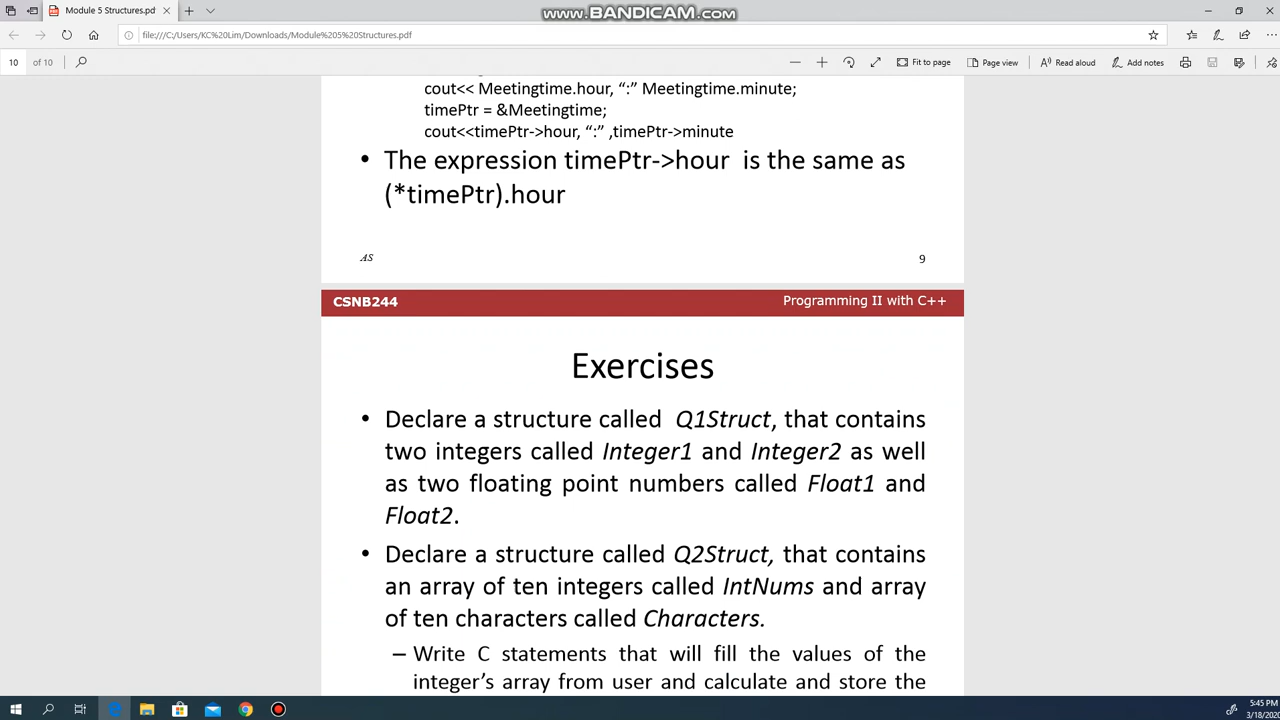 Module 5 Structures.pdf
www.BANDICAM.com
file:///C:/Users/KC%20Lim/Downloads/Module%205%20Structures.pdf
10 of 10
Fit to page
Page view
Read aloud
Add notes
cout<< Meetingtime.hour, “:” Meetingtime.minute;
timePtr = &Meetingtime;
cout<<timePtr->hour, “:” ,timePtr->minute
• The expression timePtr->hour is the same as
(*timePtr).hour
AS
9
CSNB244
Programming II with C++
Exercises
• Declare a structure called Q1Struct, that contains
two integers called Integer1 and Integer2 as well
as two floating point numbers called Float1 and
Float2.
• Declare a structure called Q2Struct, that contains
an array of ten integers called IntNums and array
of ten characters called Characters.
– Write C statements that will fill the values of the
integer’s array from user and calculate and store the
5:45 PM